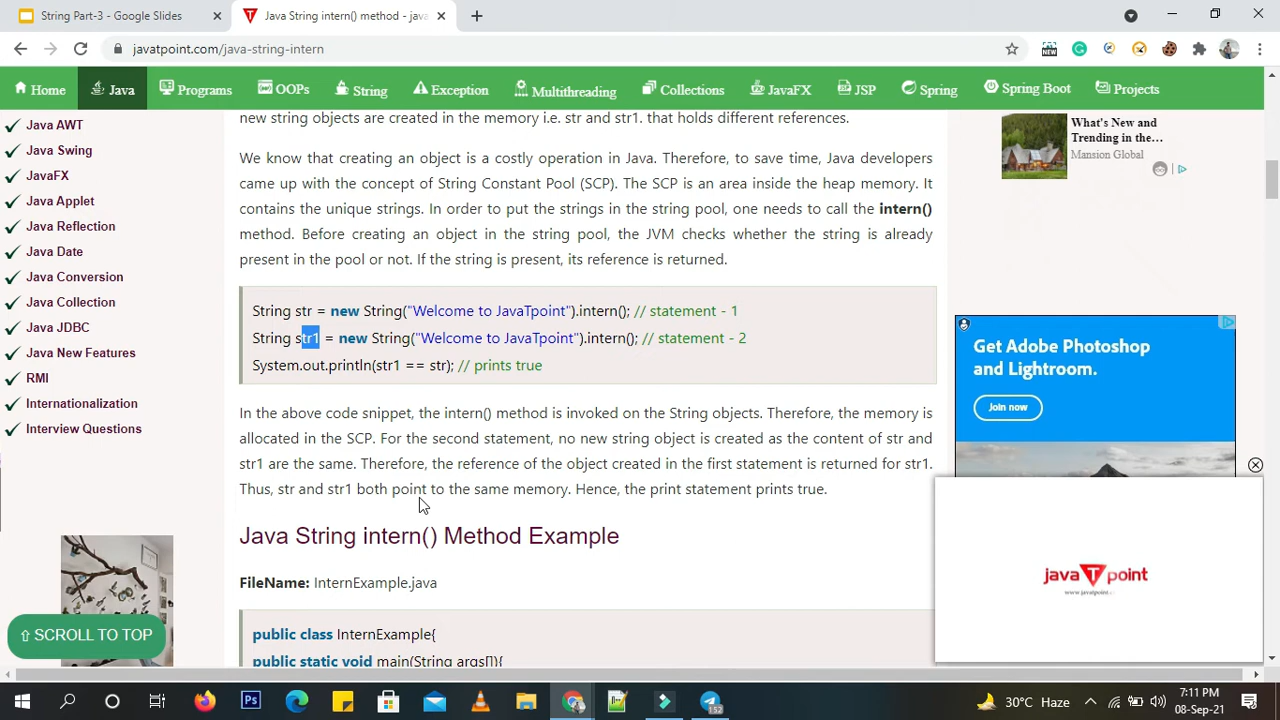 String Part-3 - Google Slides
Java String intern() method - java
javatpoint.com/java-string-intern
NEW
Home
Java
Programs
OOPs
String
Exception
Multithreading
Collections
JavaFX
JSP
Spring
Spring Boot
Projects
Java AWT
Java Swing
JavaFX
Java Applet
Java Reflection
Java Date
Java Conversion
Java Collection
Java JDBC
Java New Features
RMI
Internationalization
Interview Questions
⇧ SCROLL TO TOP
new string objects are created in the memory i.e. str and str1. that holds different references.
We know that creating an object is a costly operation in Java. Therefore, to save time, Java developers
came up with the concept of String Constant Pool (SCP). The SCP is an area inside the heap memory. It
contains the unique strings. In order to put the strings in the string pool, one needs to call the intern()
method. Before creating an object in the string pool, the JVM checks whether the string is already
present in the pool or not. If the string is present, its reference is returned.
String str = new String("Welcome to JavaTpoint").intern(); // statement - 1
String str1 = new String("Welcome to JavaTpoint").intern(); // statement - 2
System.out.println(str1 == str); // prints true
In the above code snippet, the intern() method is invoked on the String objects. Therefore, the memory is
allocated in the SCP. For the second statement, no new string object is created as the content of str and
str1 are the same. Therefore, the reference of the object created in the first statement is returned for str1.
Thus, str and str1 both point to the same memory. Hence, the print statement prints true.
Java String intern() Method Example
FileName: InternExample.java
public class InternExample{
public static void main(String args[]){
What's New and
Trending in the...
Mansion Global
Get Adobe Photoshop
and Lightroom.
Join now
java T point
Ps
152
30°C Haze
7:11 PM
08-Sep-21